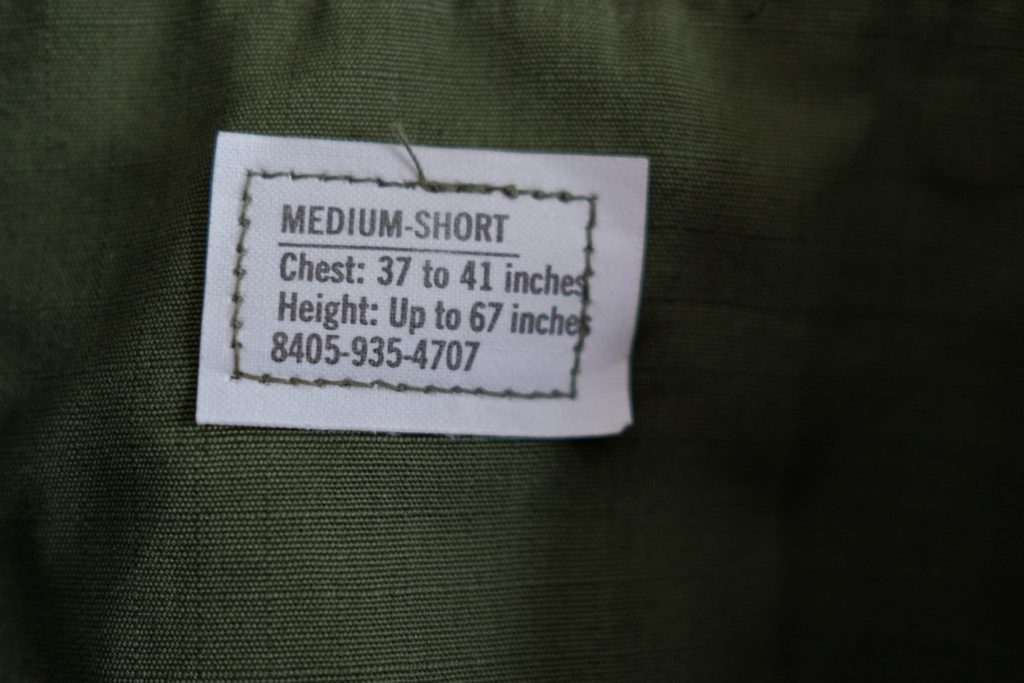 MEDIUM-SHORT
Chest: 37 to 41 inches
Height: Up to 67 inches
8405-935-4707